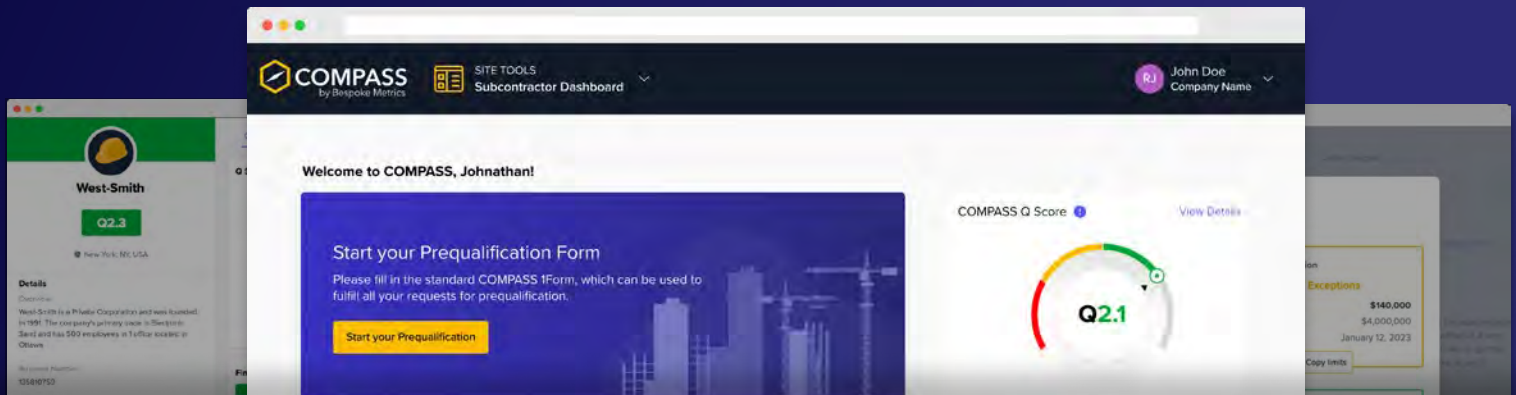 COMPASS
by Bespoke Metrics
SITE TOOLS
Subcontractor Dashboard
RJ
John Doe
Company Name
Welcome to COMPASS, Johnathan!
Start your Prequalification Form
Please fill in the standard COMPASS 1Form, which can be used to
fulfill all your requests for prequalification.
Start your Prequalification
COMPASS Q Score
View Details
Q2.1
West-Smith
Q2.3
New York, NY, USA
Details
Overview
West-Smith is a Private Corporation and was founded
in 1991. The company's primary trade is Electronic
and has 500 employees in 1 office located in
Ottawa
Number
Exceptions
$140,000
$4,000,000
January 12, 2023
Copy limits